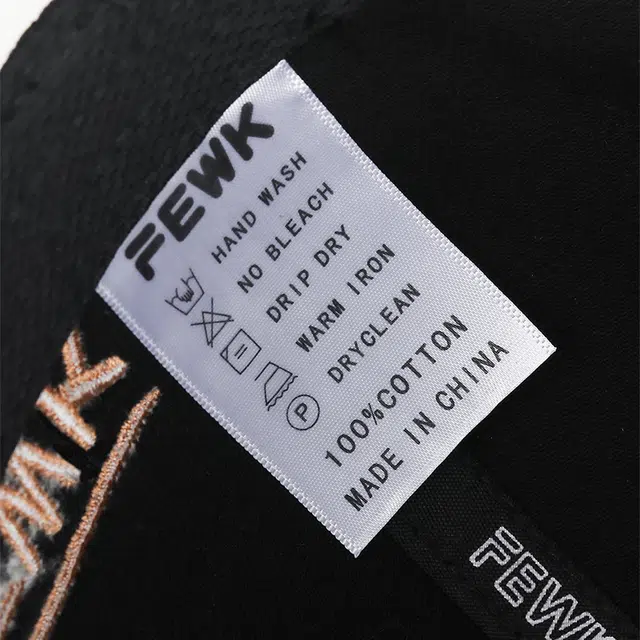 FEWK
HAND WASH
NO BLEACH
DRIP DRY
WARM IRON
DRYCLEAN
P
100%COTTON
MADE IN CHINA
FEWK